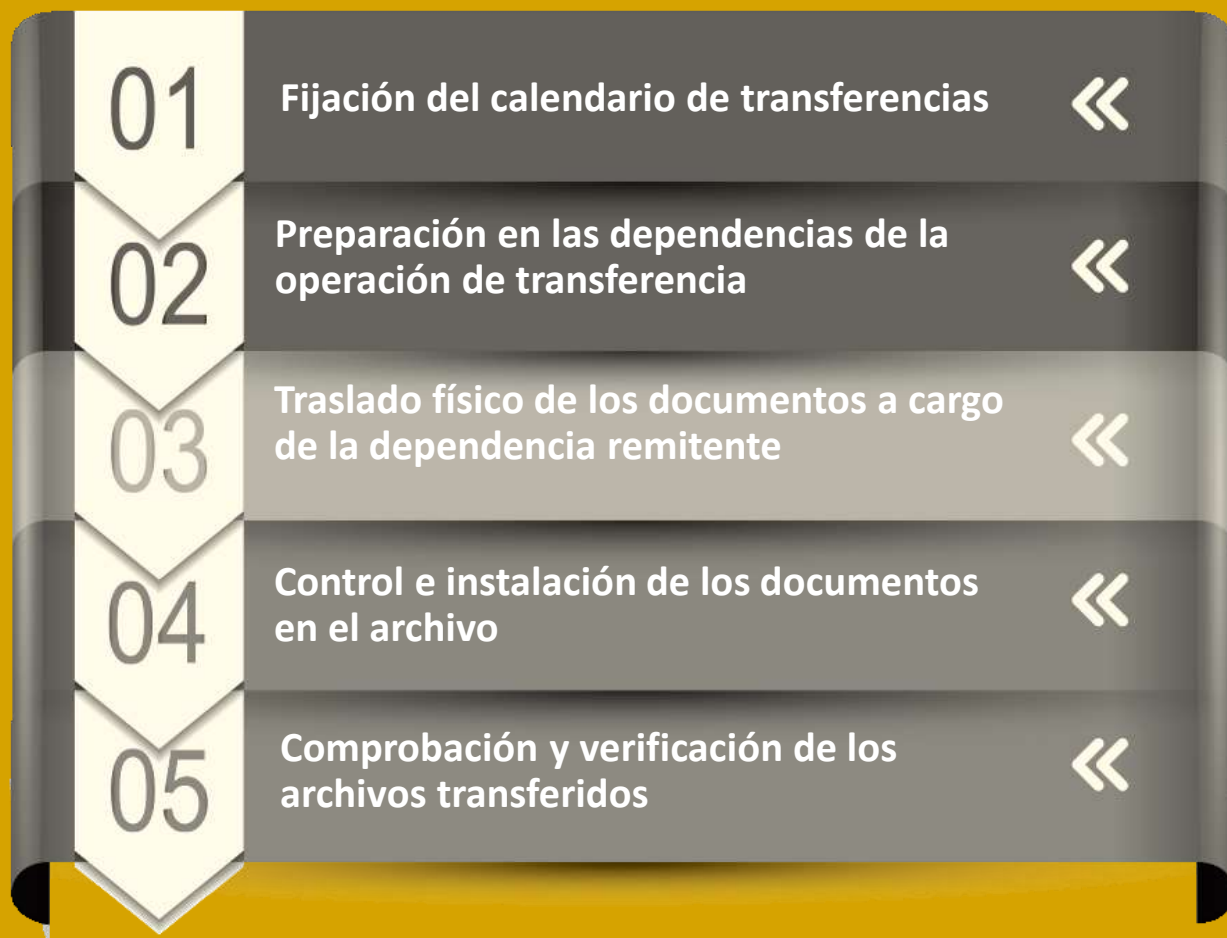 01
Fijación del calendario de transferencias
02
Preparación en las dependencias de la
operación de transferencia
03
Traslado físico de los documentos a cargo
de la dependencia remitente
04
Control e instalación de los documentos
en el archivo
05
Comprobación y verificación de los
archivos transferidos